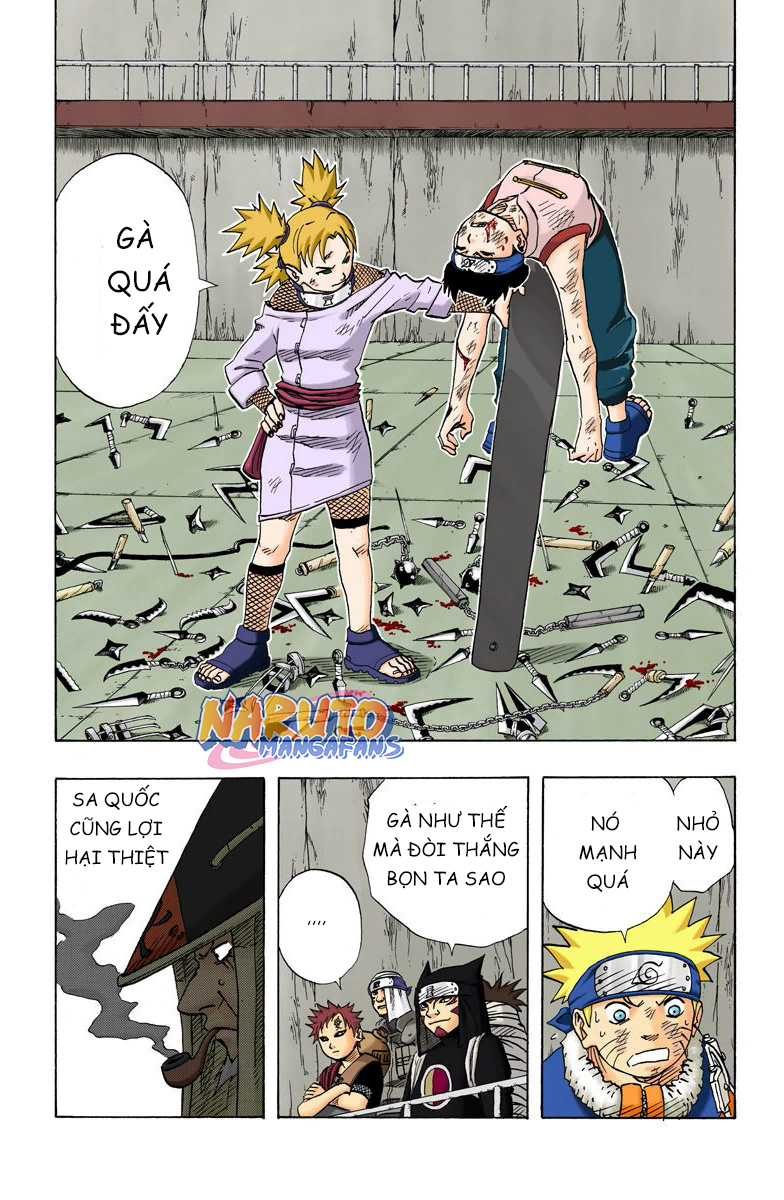 GÀ
QUÁ
ĐẤY
NARUTO
MANGAFANS
NHỎ
NÀY
NÓ
MẠNH
QUÁ
GÀ NHƯ THẾ
MÀ ĐÒI THẮNG
BỌN TA SAO
,,,,
SA QUỐC
CŨNG LỢI
HẠI THIỆT